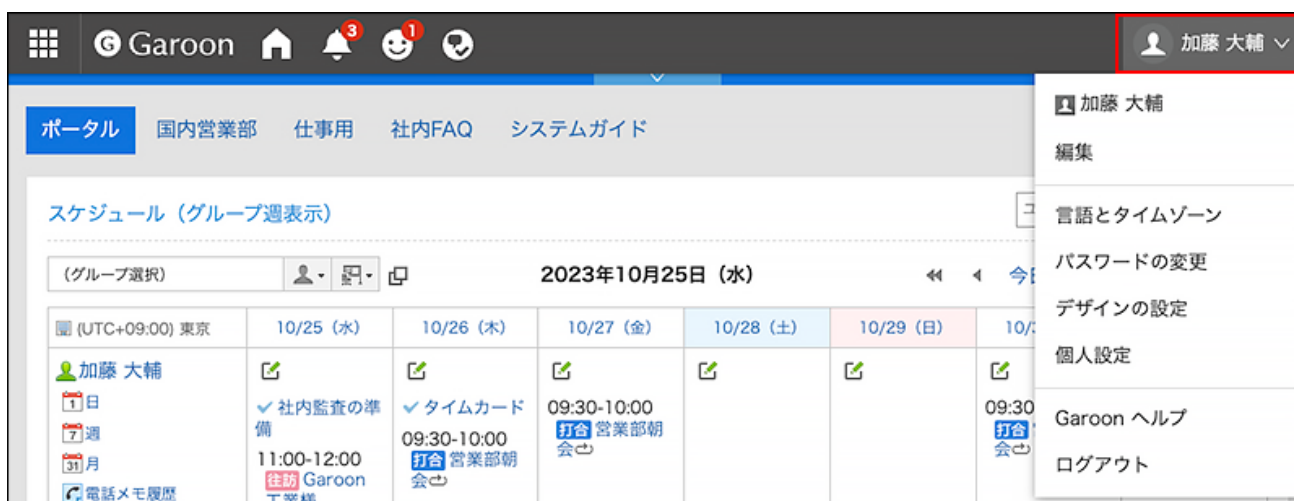 Garoon 3 1 加藤 大輔
加藤 大輔
編集
言語とタイムゾーン
パスワードの変更
デザインの設定
個人設定
Garoon ヘルプ
ログアウト
ポータル 国内営業部 仕事用 社内FAQ システムガイド
スケジュール（グループ週表示）
（グループ選択） 2023年10月25日（水）
(UTC+09:00) 東京 10/25（水） 10/26（木） 10/27（金） 10/28（土） 10/29（日）
加藤 大輔
1 日
7 週
31 月
電話メモ履歴
社内監査の準
備
11:00-12:00
往訪 Garoon
工業様
タイムカード
09:30-10:00
打合 営業部朝
会
09:30-10:00
打合 営業部朝
会
09:30
打合
会